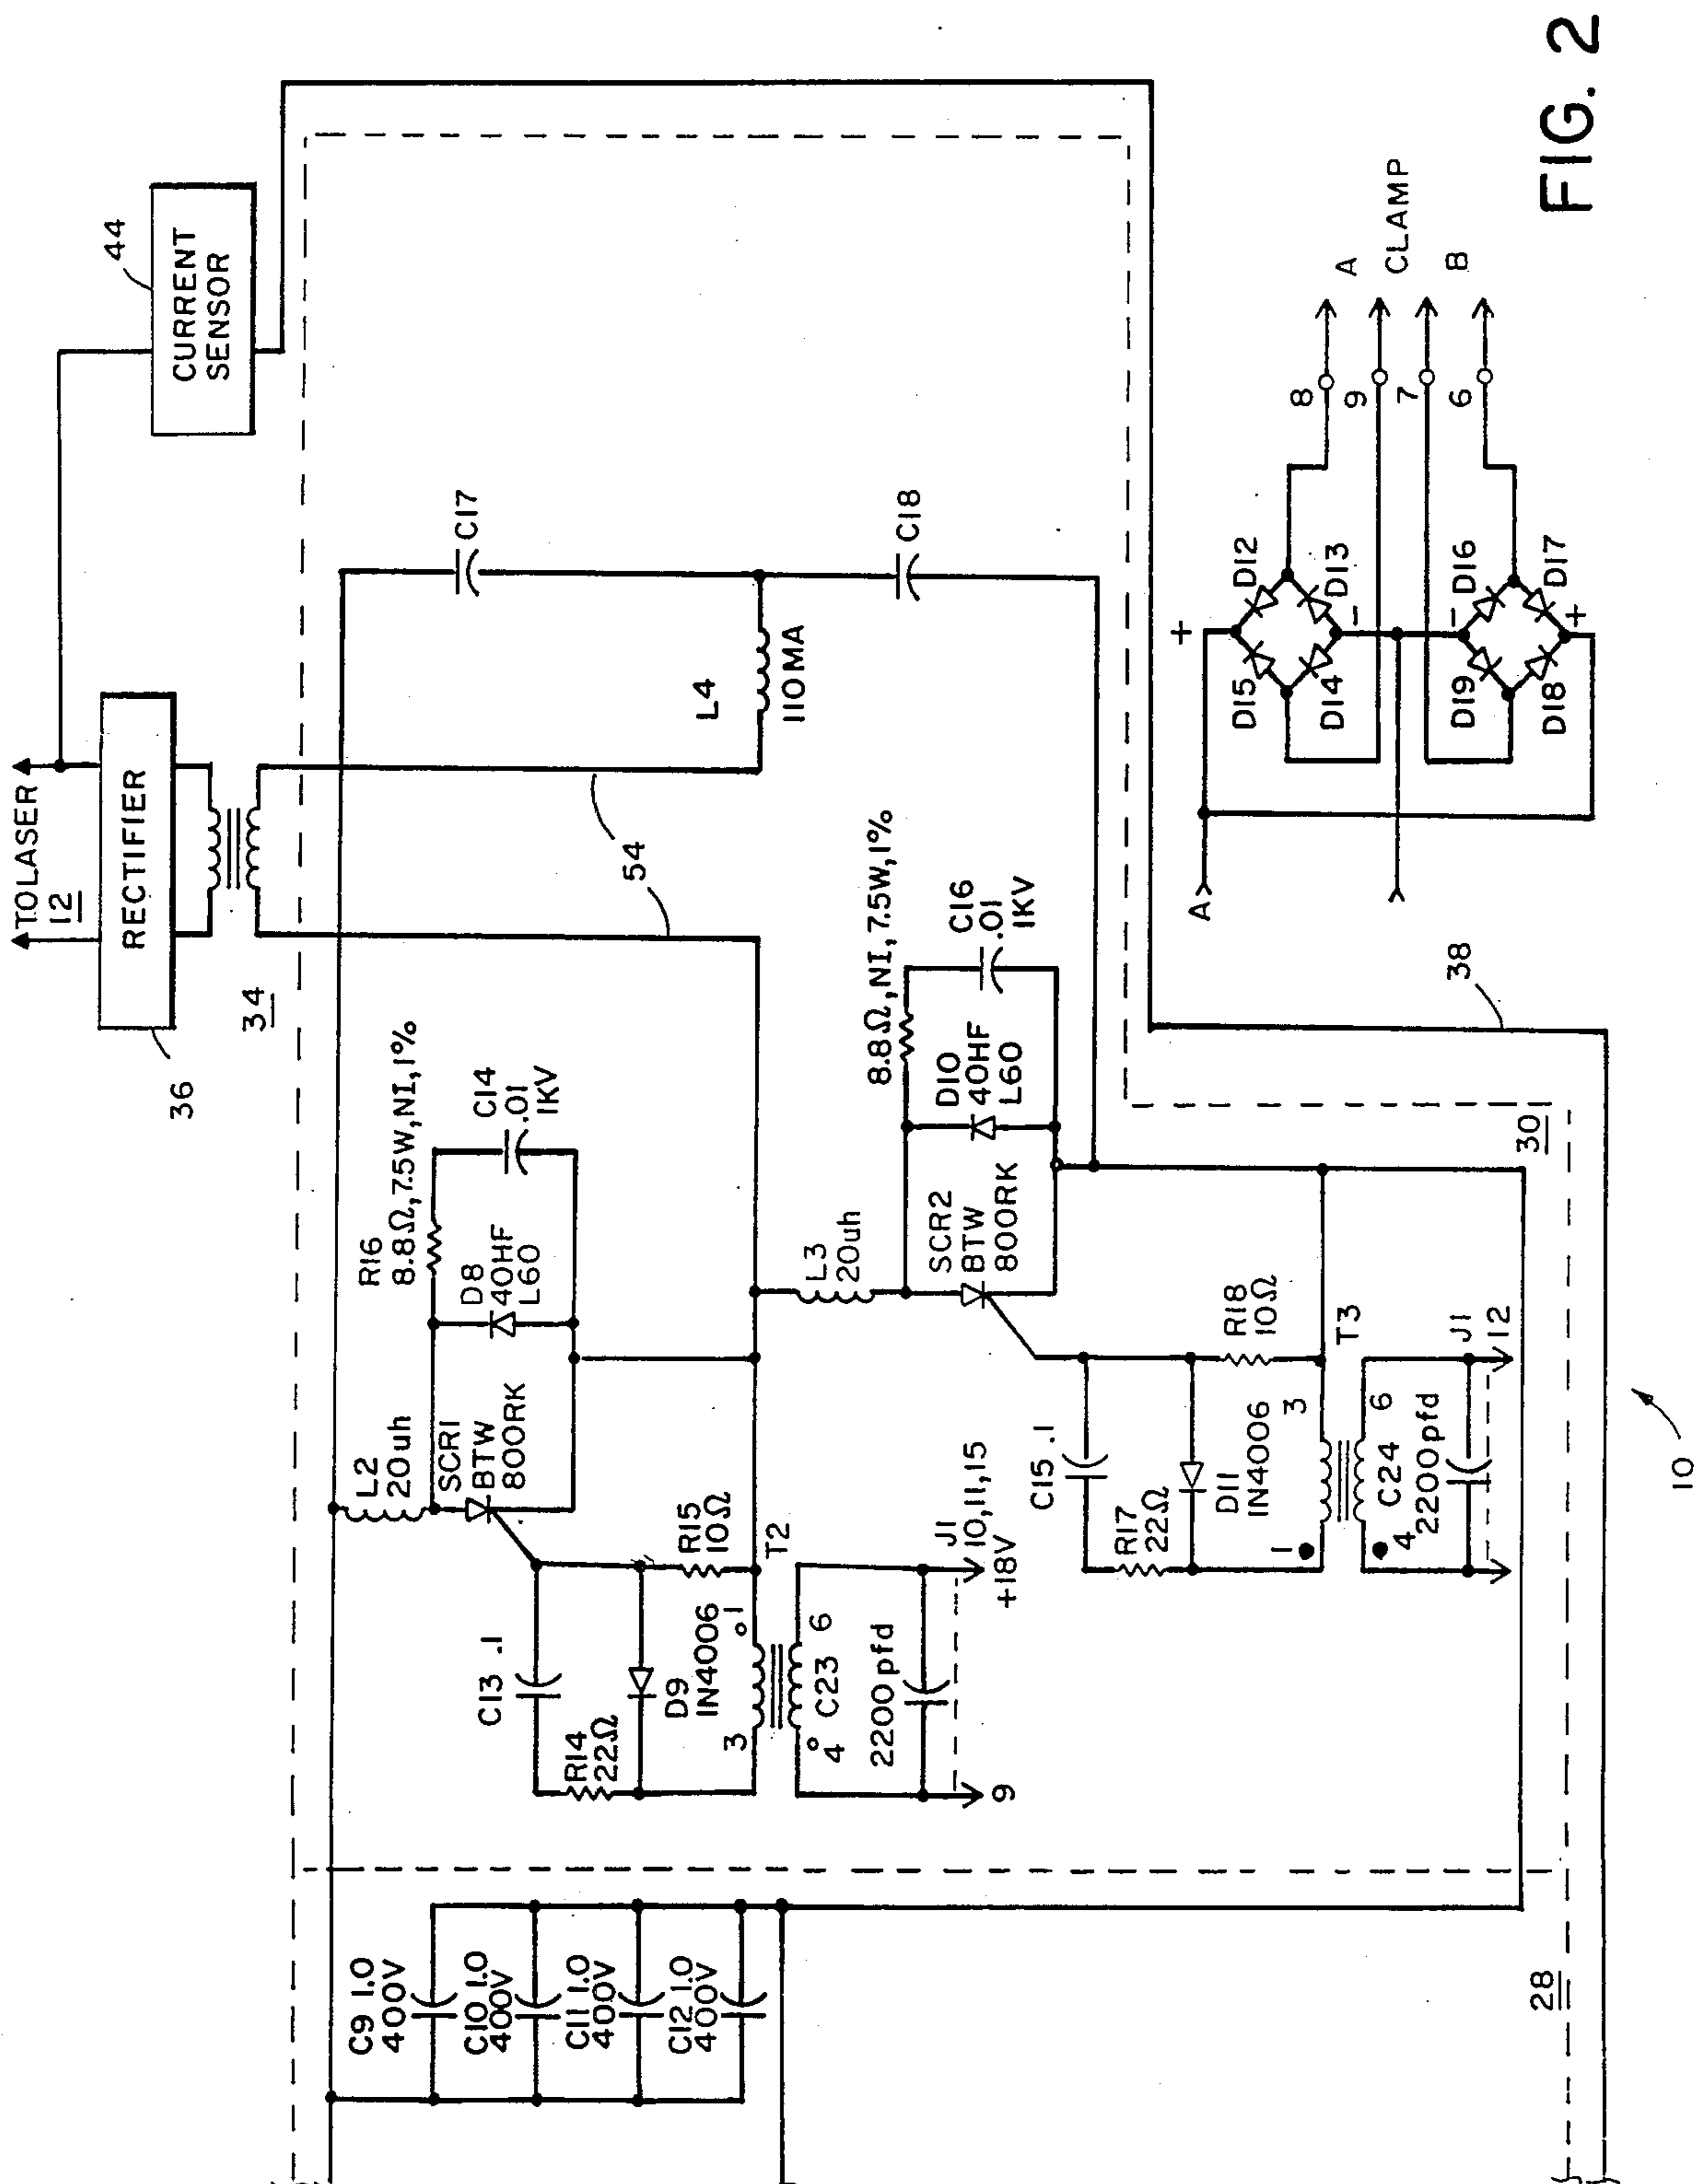 TO LASER
12
RECTIFIER
36
34
44
CURRENT
SENSOR
C9 1.0
400V
C10 1.0
400V
C11 1.0
400V
C12 1.0
400V
28
L2
20uh
SCR1
BTW
800RK
R16
8.8Ω,7.5W,NI,1%
D8
40HF
L60
C14
.01
1KV
C13 .1
R14
22Ω
D9
1N4006
R15
10Ω
T2
3
1
4
C23
6
2200pfd
9
J1
10,11,15
+18V
54
L4
110MA
C17
C18
L3
20uh
SCR2
BTW
800RK
8.8Ω,NI,7.5W,1%
D10
40HF
L60
C16
.01
1KV
C15 .1
R17
22Ω
D11
1N4006
R18
10Ω
T3
1
3
4
C24
6
2200pfd
J1
12
30
38
10
A
+
D15
D12
D14
D13
-
-
D19
D16
D18
D17
+
8
9
7
6
A
CLAMP
B
FIG. 2